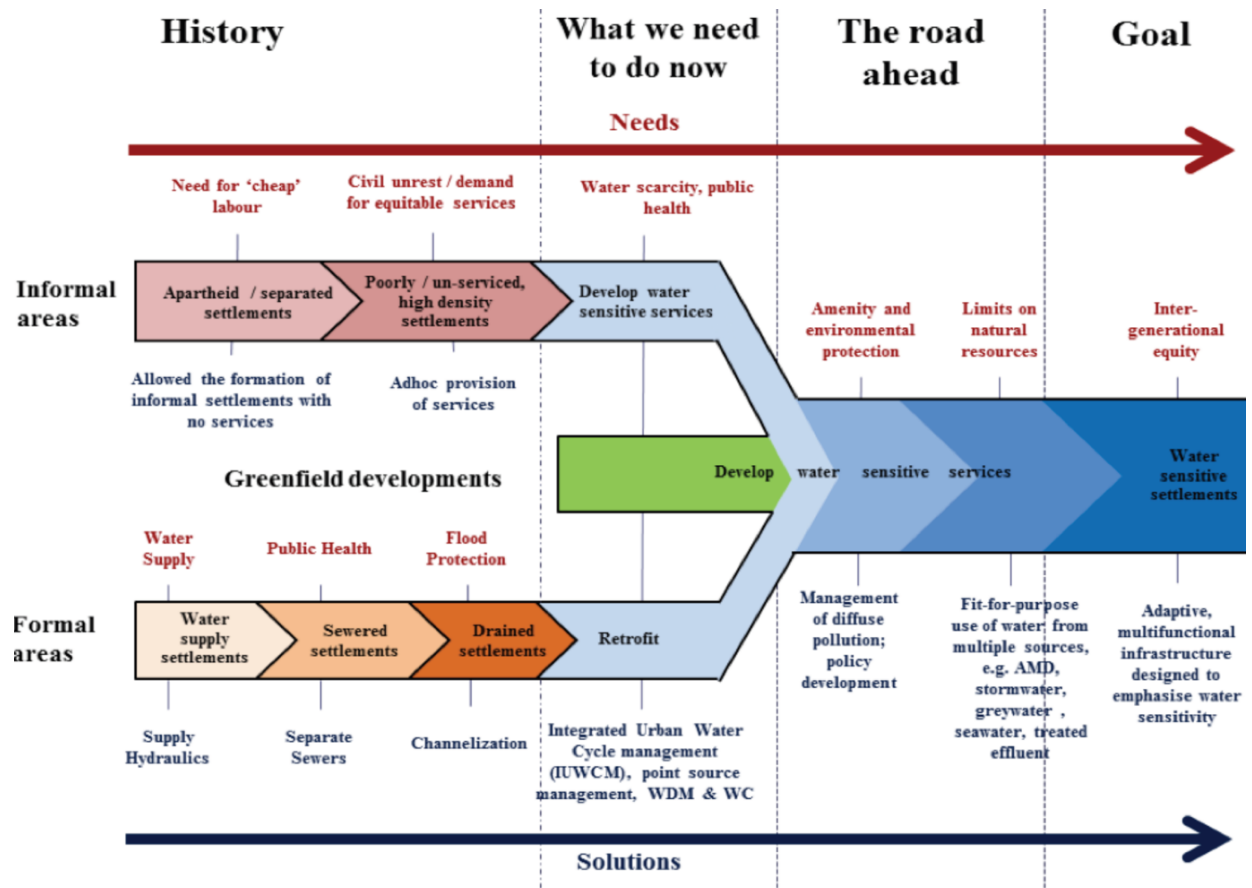 History
What we need
to do now
The road
ahead
Goal
Needs
Need for ‘cheap’
labour
Civil unrest / demand
for equitable services
Water scarcity, public
health
Informal
areas
Apartheid / separated
settlements
Poorly / un-serviced,
high density
settlements
Develop water
sensitive services
Amenity and
environmental
protection
Limits on
natural
resources
Inter-
generational
equity
Allowed the formation of
informal settlements with
no services
Adhoc provision
of services
Greenfield developments
Develop water sensitive services
Water
sensitive
settlements
Water
Supply
Public Health
Flood
Protection
Formal
areas
Water
supply
settlements
Sewered
settlements
Drained
settlements
Retrofit
Management
of diffuse
pollution;
policy
development
Fit-for-purpose
use of water from
multiple sources,
e.g. AMD,
stormwater,
greywater ,
seawater, treated
effluent
Adaptive,
multifunctional
infrastructure
designed to
emphasise water
sensitivity
Supply
Hydraulics
Separate
Sewers
Channelization
Integrated Urban Water
Cycle management
(IUWCM), point source
management, WDM & WC
Solutions